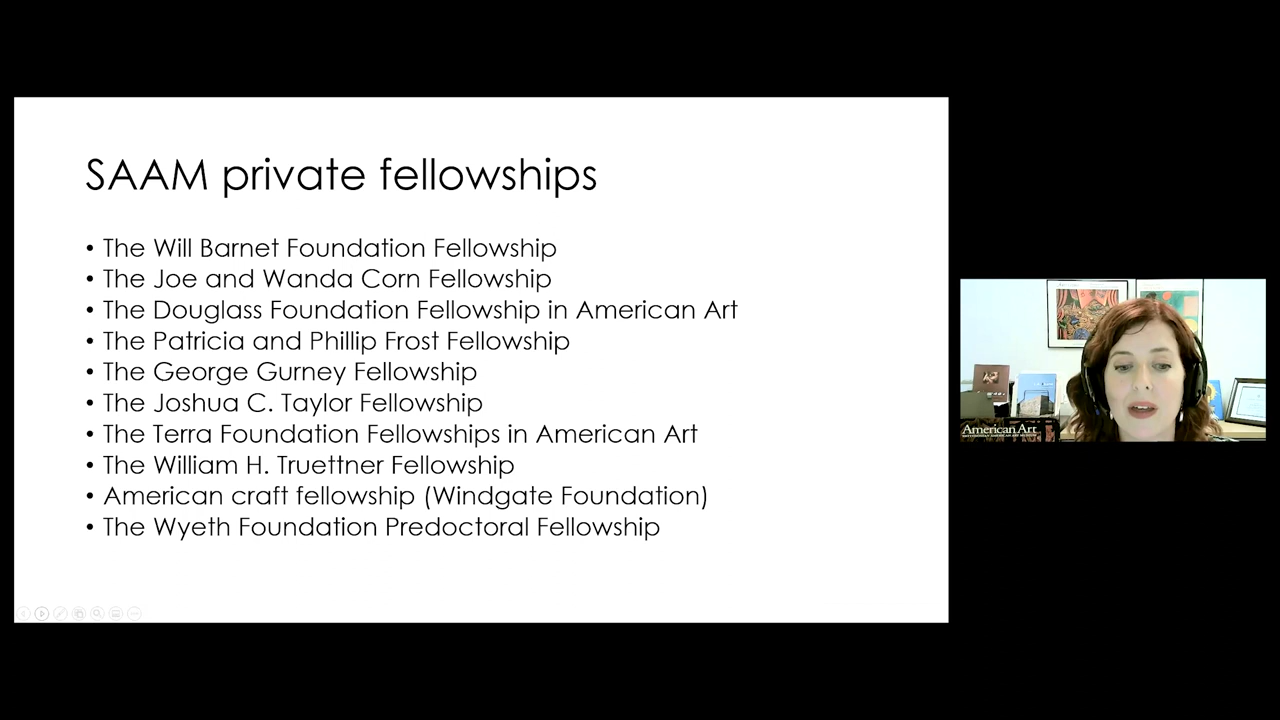 SAAM private fellowships
• The Will Barnet Foundation Fellowship
• The Joe and Wanda Corn Fellowship
• The Douglass Foundation Fellowship in American Art
• The Patricia and Phillip Frost Fellowship
• The George Gurney Fellowship
• The Joshua C. Taylor Fellowship
• The Terra Foundation Fellowships in American Art
• The William H. Truettner Fellowship
• American craft fellowship (Windgate Foundation)
• The Wyeth Foundation Predoctoral Fellowship
American Art